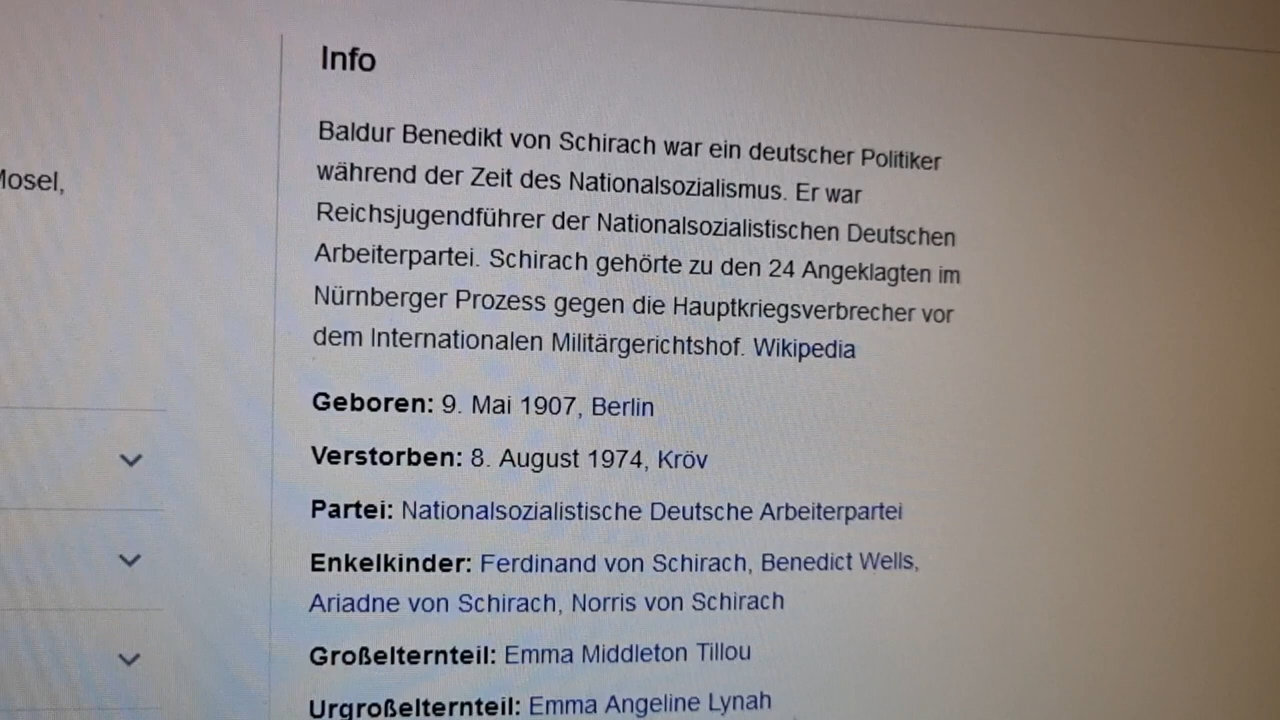 Info
Baldur Benedikt von Schirach war ein deutscher Politiker
während der Zeit des Nationalsozialismus. Er war
Reichsjugendführer der Nationalsozialistischen Deutschen
Arbeiterpartei. Schirach gehörte zu den 24 Angeklagten im
Nürnberger Prozess gegen die Hauptkriegsverbrecher vor
dem Internationalen Militärgerichtshof. Wikipedia
Geboren: 9. Mai 1907, Berlin
Verstorben: 8. August 1974, Kröv
Partei: Nationalsozialistische Deutsche Arbeiterpartei
Enkelkinder: Ferdinand von Schirach, Benedict Wells,
Ariadne von Schirach, Norris von Schirach
Großelternteil: Emma Middleton Tillou
Urgroßelternteil: Emma Angeline Lynah